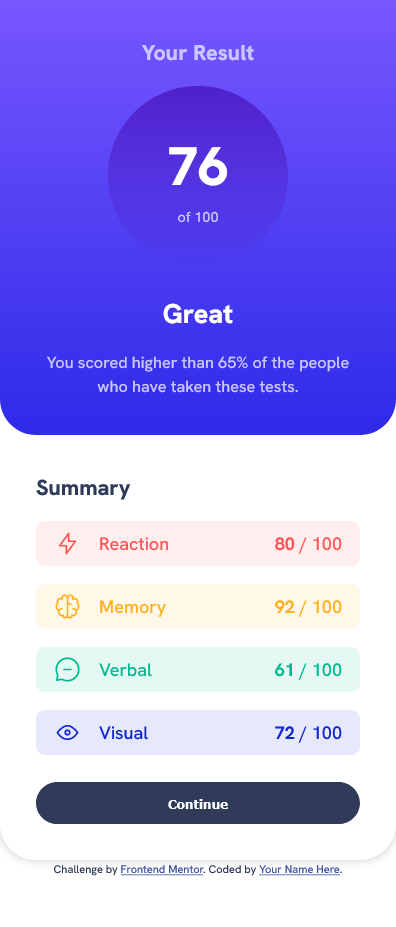 Your Result
76
of 100
Great
You scored higher than 65% of the people
who have taken these tests.
Summary
Reaction 80 / 100
Memory 92 / 100
Verbal 61 / 100
Visual 72 / 100
Continue
Challenge by Frontend Mentor. Coded by Your Name Here.